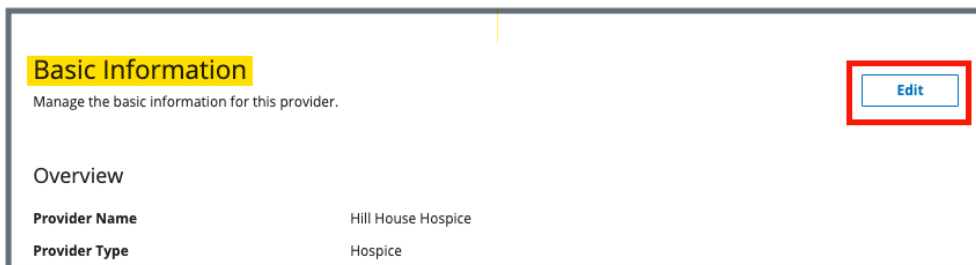 Basic Information
Edit
Manage the basic information for this provider.
Overview
Provider Name Hill House Hospice
Provider Type Hospice